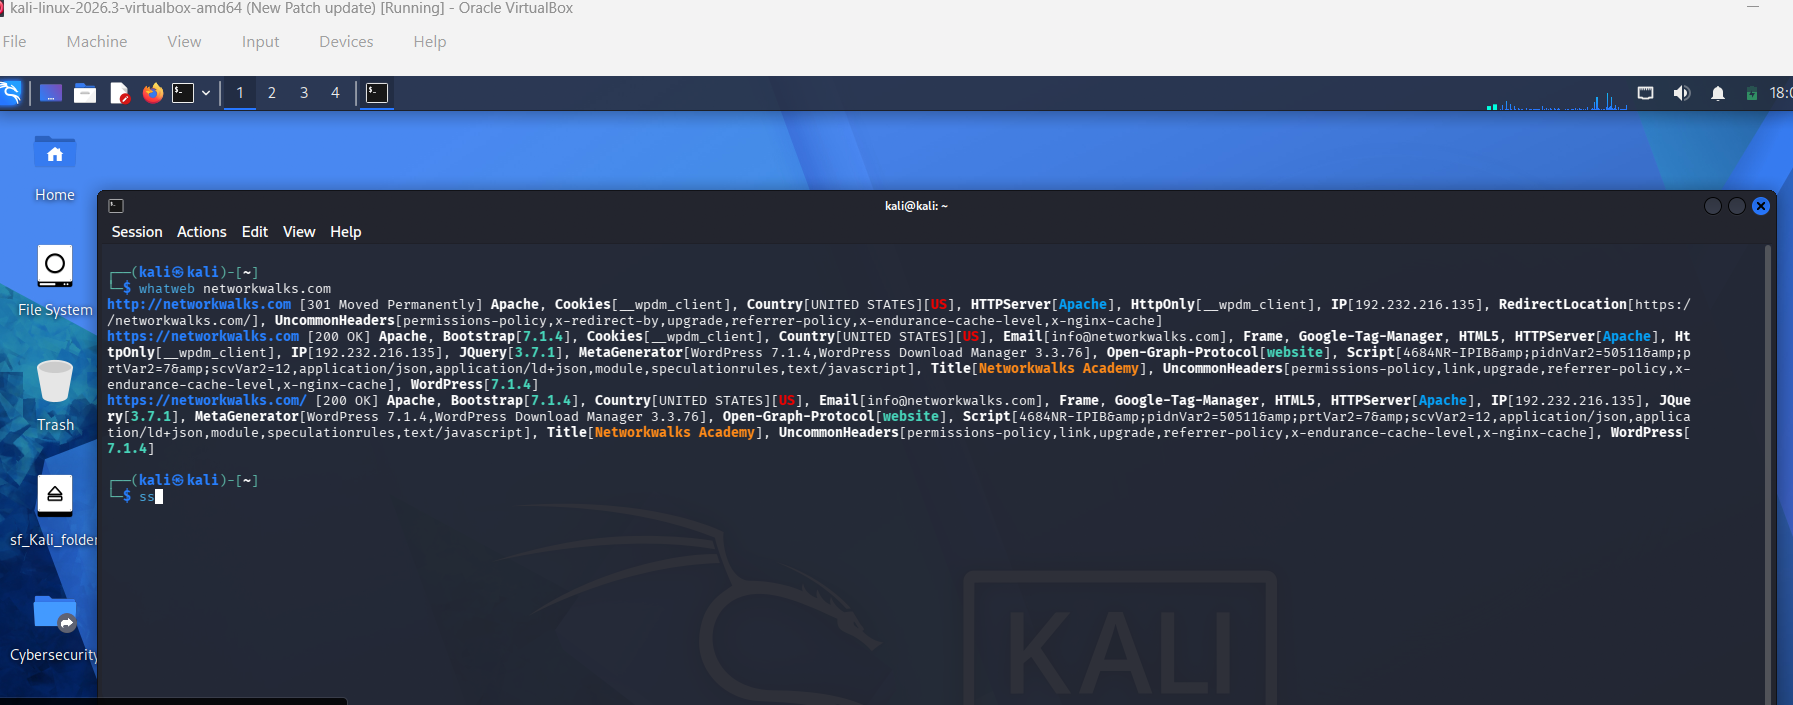 kali-linux-2026.3-virtualbox-amd64 (New Patch update) [Running] - Oracle VirtualBox
File Machine View Input Devices Help
1 2 3 4
Home
File System
Trash
sf_Kali_folder
Cybersecurity
kali@kali: ~
Session Actions Edit View Help
┌──(kali㉿kali)-[~]
└─$ whatweb networkwalks.com
http://networkwalks.com [301 Moved Permanently] Apache, Cookies[__wpdm_client], Country[UNITED STATES][US], HTTPServer[Apache], HttpOnly[__wpdm_client], IP[192.232.216.135], RedirectLocation[https:/
/networkwalks.com/], UncommonHeaders[permissions-policy,x-redirect-by,upgrade,referrer-policy,x-endurance-cache-level,x-nginx-cache]
https://networkwalks.com [200 OK] Apache, Bootstrap[7.1.4], Cookies[__wpdm_client], Country[UNITED STATES][US], Email[info@networkwalks.com], Frame, Google-Tag-Manager, HTML5, HTTPServer[Apache], Ht
tpOnly[__wpdm_client], IP[192.232.216.135], JQuery[3.7.1], MetaGenerator[WordPress 7.1.4,WordPress Download Manager 3.3.76], Open-Graph-Protocol[website], Script[4684NR-IPIB&amp;pidnVar2=50511&amp;p
rtVar2=7&amp;scvVar2=12,application/json,application/ld+json,module,speculationrules,text/javascript], Title[Networkwalks Academy], UncommonHeaders[permissions-policy,link,upgrade,referrer-policy,x-
endurance-cache-level,x-nginx-cache], WordPress[7.1.4]
https://networkwalks.com/ [200 OK] Apache, Bootstrap[7.1.4], Country[UNITED STATES][US], Email[info@networkwalks.com], Frame, Google-Tag-Manager, HTML5, HTTPServer[Apache], IP[192.232.216.135], JQue
ry[3.7.1], MetaGenerator[WordPress 7.1.4,WordPress Download Manager 3.3.76], Open-Graph-Protocol[website], Script[4684NR-IPIB&amp;pidnVar2=50511&amp;prtVar2=7&amp;scvVar2=12,application/json,applica
tion/ld+json,module,speculationrules,text/javascript], Title[Networkwalks Academy], UncommonHeaders[permissions-policy,link,upgrade,referrer-policy,x-endurance-cache-level,x-nginx-cache], WordPress[
7.1.4]
┌──(kali㉿kali)-[~]
└─$ ss
KALI